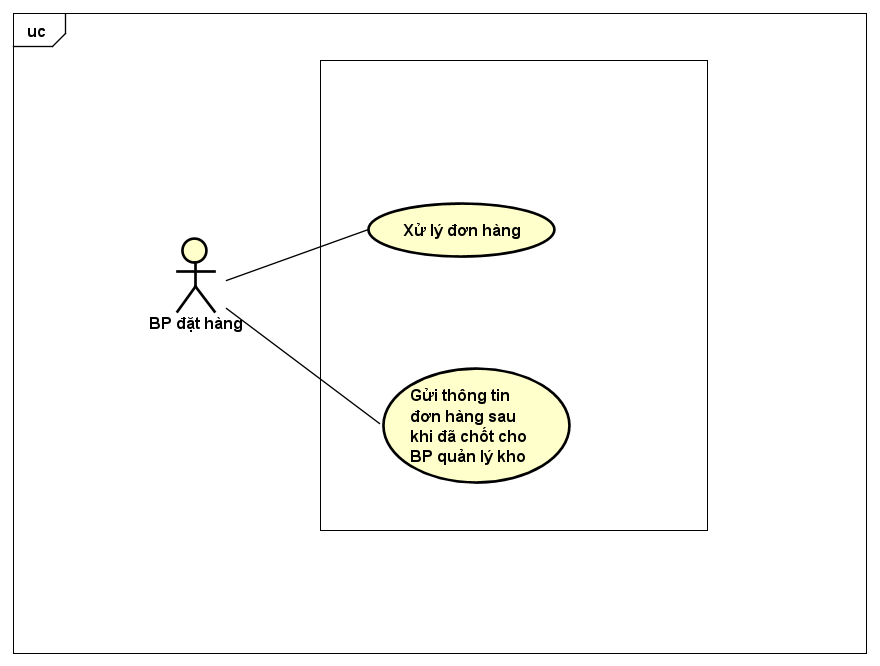 uc
Xử lý đơn hàng
BP đặt hàng
Gửi thông tin
đơn hàng sau
khi đã chốt cho
BP quản lý kho